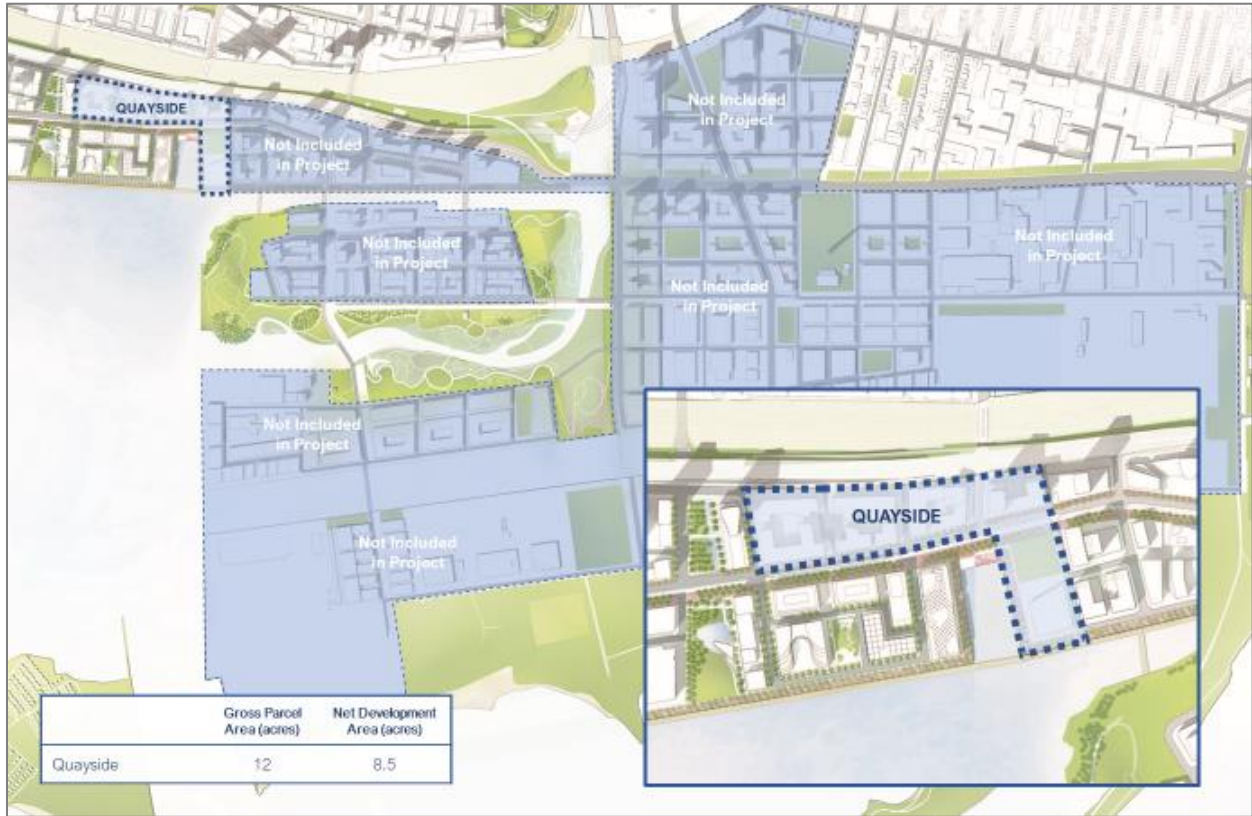 QUAYSIDE
Not Included
in Project
Not Included
in Project
Not Included
in Project
Not Included
in Project
Not Included
in Project
Not Included
in Project
Not Included
in Project
QUAYSIDE
Gross Parcel Area (acres) Net Development Area (acres)
Quayside 12 8.5